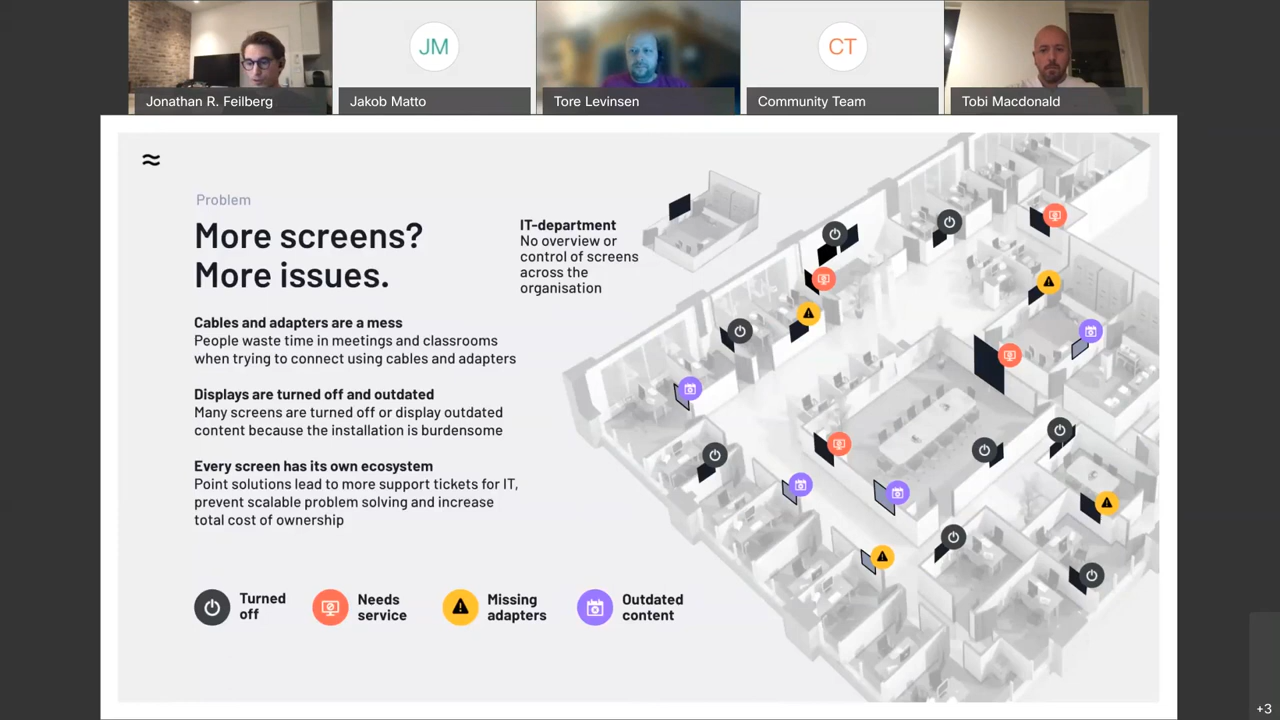 JM
CT
Jonathan R. Feilberg
Jakob Matto
Tore Levinsen
Community Team
Tobi Macdonald
Problem
More screens?
More issues.
IT-department
No overview or
control of screens
across the
organisation
Cables and adapters are a mess
People waste time in meetings and classrooms
when trying to connect using cables and adapters
Displays are turned off and outdated
Many screens are turned off or display outdated
content because the installation is burdensome
Every screen has its own ecosystem
Point solutions lead to more support tickets for IT,
prevent scalable problem solving and increase
total cost of ownership
Turned
off
Needs
service
Missing
adapters
Outdated
content
+3